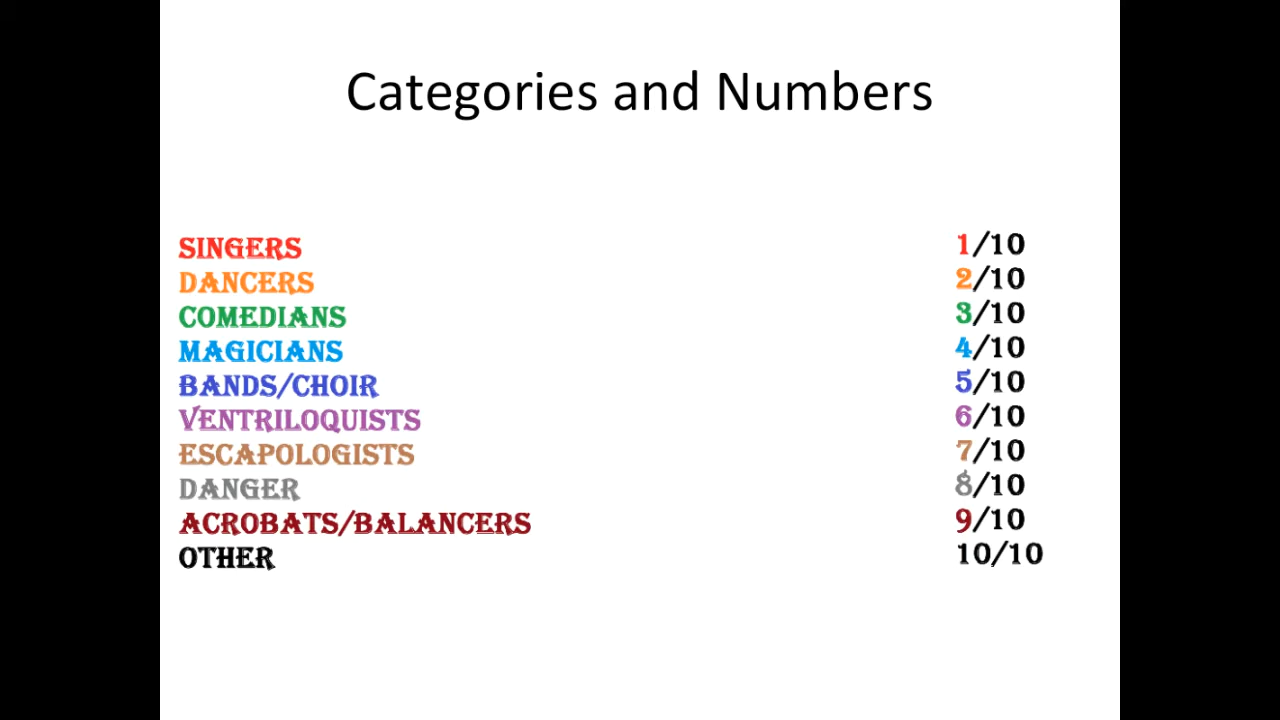 Categories and Numbers
SINGERS 1/10
DANCERS 2/10
COMEDIANS 3/10
MAGICIANS 4/10
BANDS/CHOIR 5/10
VENTRILOQUISTS 6/10
ESCAPOLOGISTS 7/10
DANGER 8/10
ACROBATS/BALANCERS 9/10
OTHER 10/10